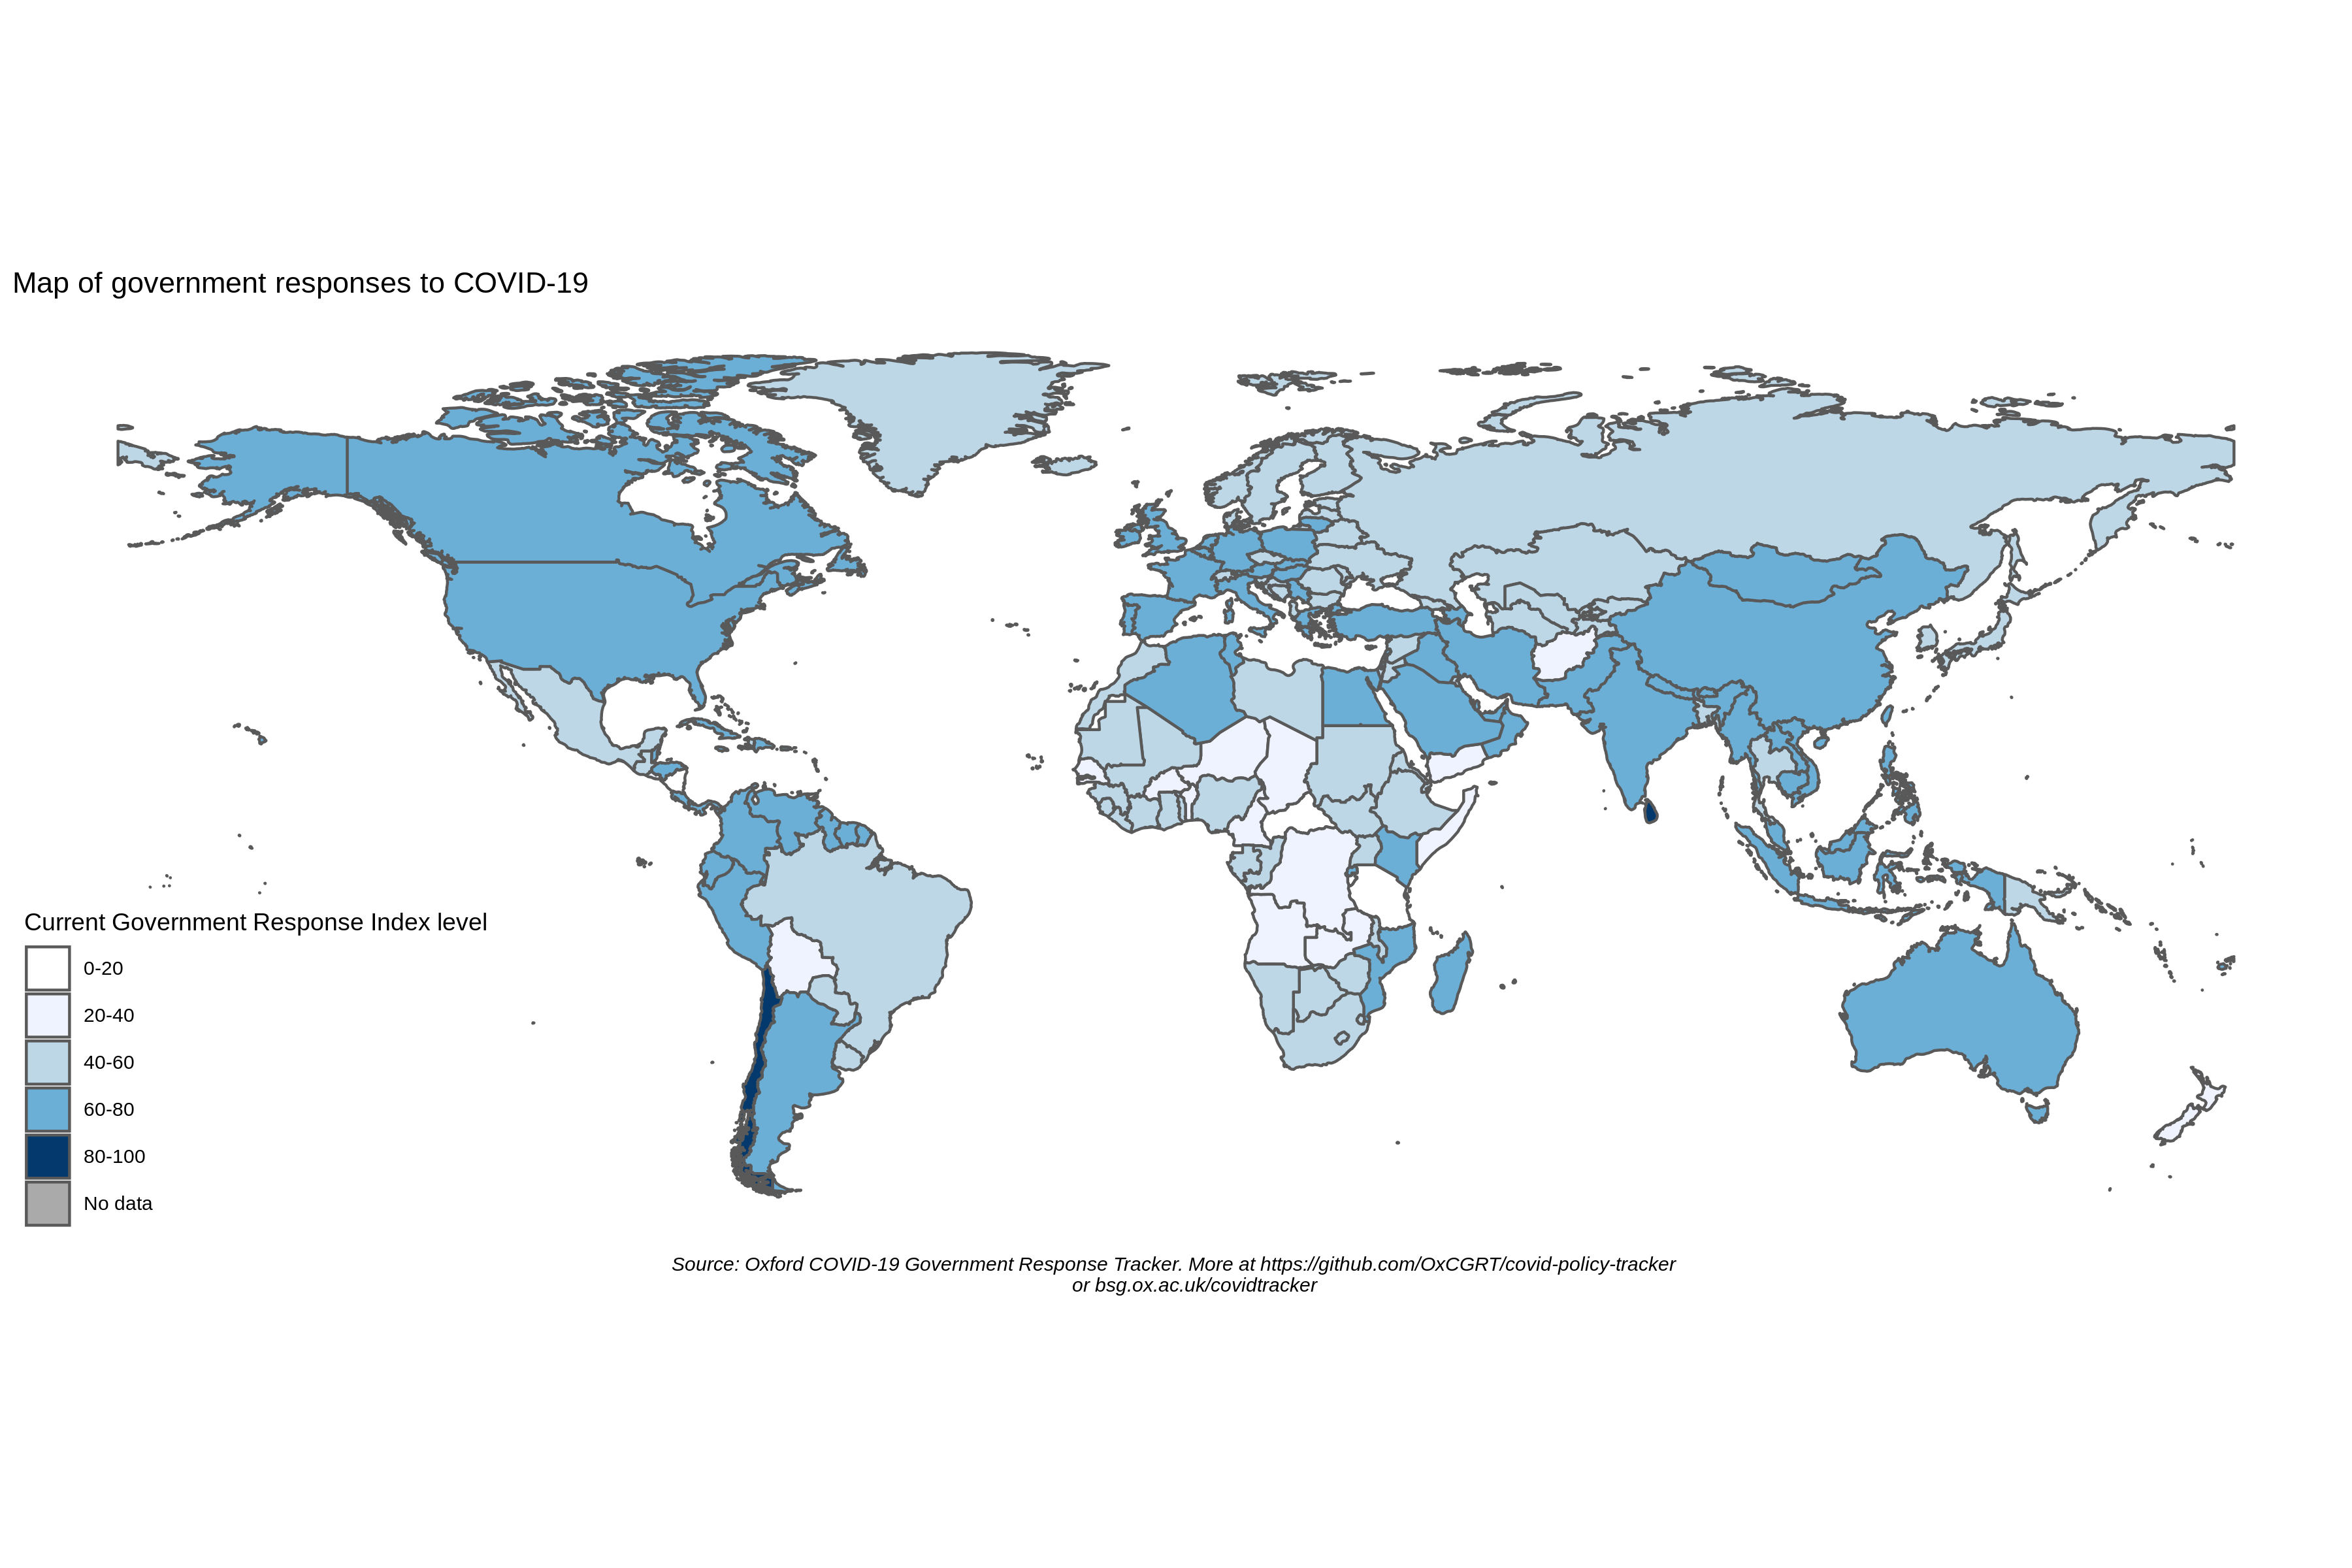 Map of government responses to COVID-19
Current Government Response Index level
0-20
20-40
40-60
60-80
80-100
No data
Source: Oxford COVID-19 Government Response Tracker. More at https://github.com/OxCGRT/covid-policy-tracker
or bsg.ox.ac.uk/covidtracker